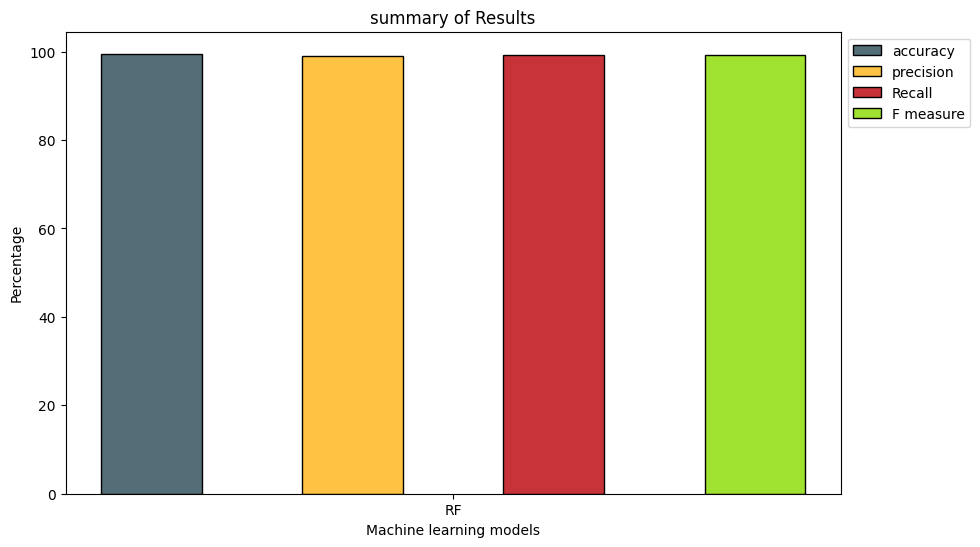 summary of Results
100
80
60
40
20
0
Percentage
RF
Machine learning models
accuracy
precision
Recall
F measure